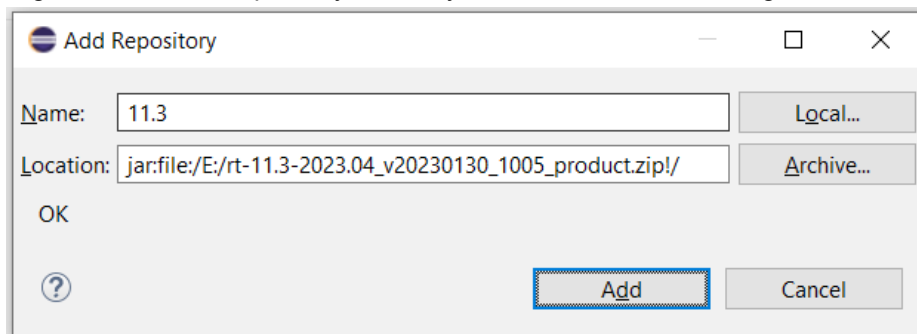 Add Repository
Name: 11.3 Local...
Location: jar:file:/E:/rt-11.3-2023.04_v20230130_1005_product.zip!/ Archive...
OK
? Add Cancel